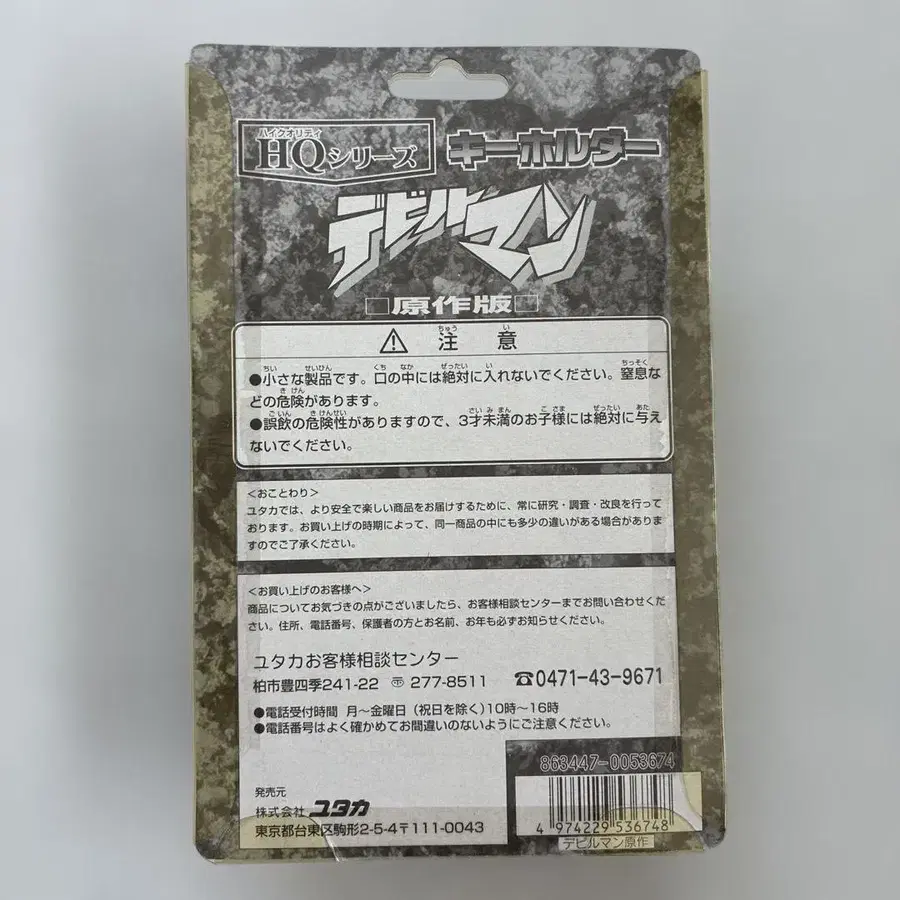 ハイクオリティ
HQシリーズ キーホルダー
デビルマン
□原作版□
⚠ 注意
●小さな製品です。口の中には絶対に入れないでください。窒息な
どの危険があります。
●誤飲の危険性がありますので、3才未満のお子様には絶対に与え
ないでください。
<おことわり>
ユタカでは、より安全で楽しい商品をお届けするために、常に研究・調査・改良を行って
おります。お買い上げの時期によって、同一商品の中にも多少の違いがある場合がありま
すのでご了承ください。
<お買い上げのお客様へ>
商品についてお気づきの点がございましたら、お客様相談センターまでお問い合わせくだ
さい。住所、電話番号、保護者の方とお名前、お年も必ずお知らせください。
ユタカお客様相談センター
柏市豊四季241-22 〠 277-8511 ☎0471-43-9671
●電話受付時間 月〜金曜日(祝日を除く)10時〜16時
●電話番号はよく確かめてお間違いのないようにご注意ください。
863447-0053674
発売元
株式会社 ユタカ
東京都台東区駒形2-5-4〒111-0043
4 974229 536748
デビルマン原作